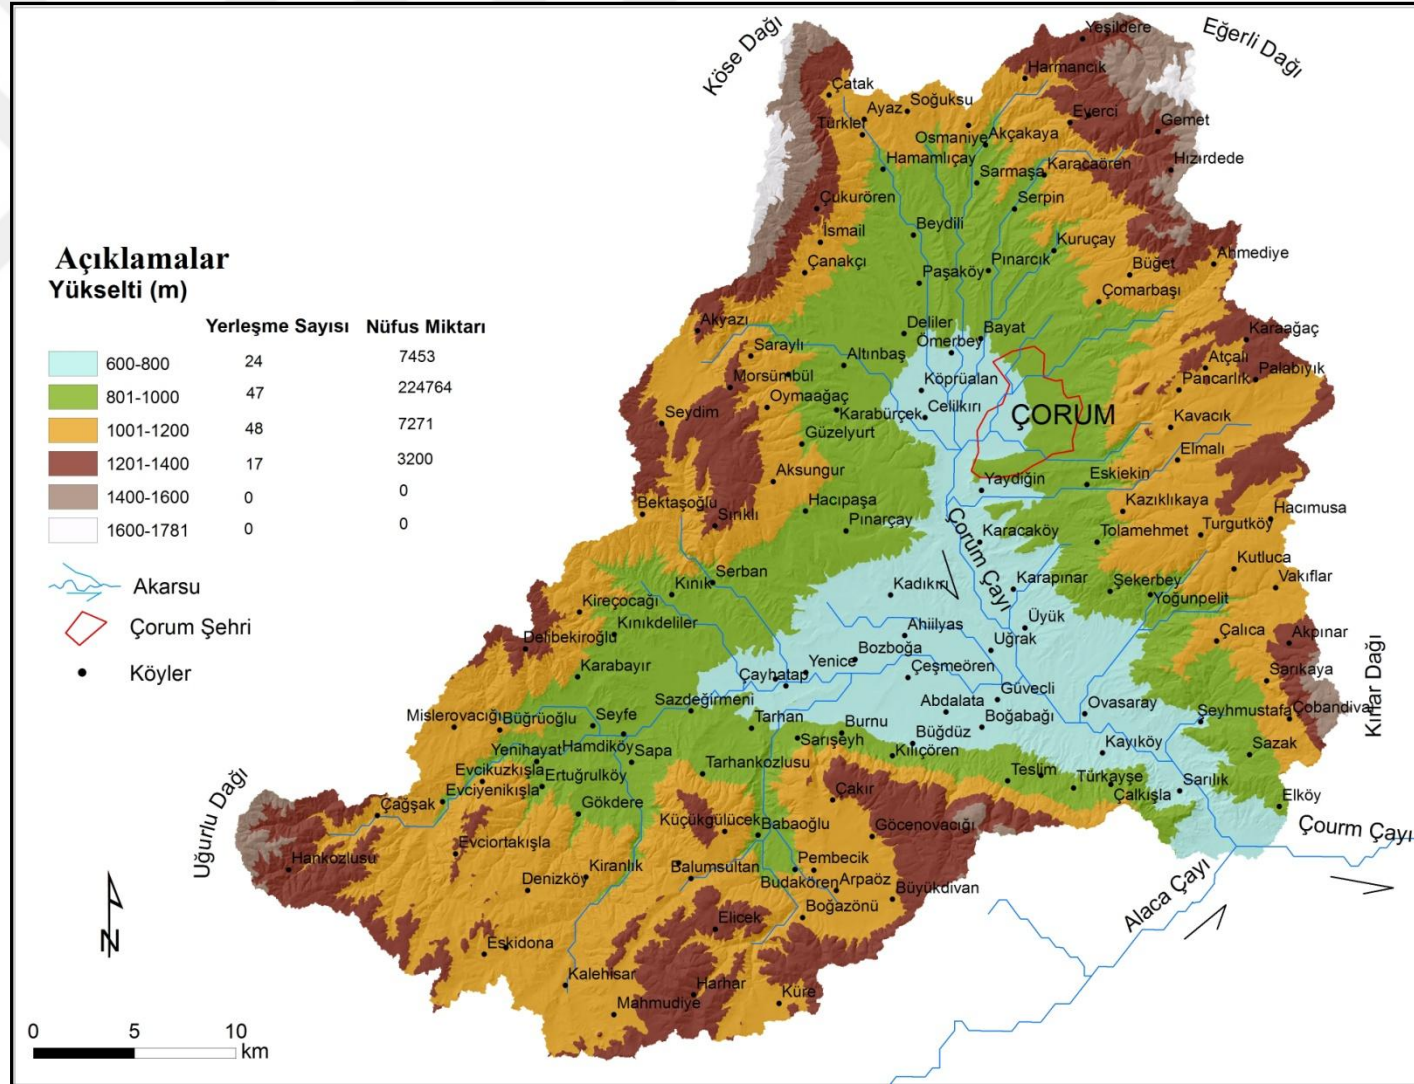 Köse Dağı
Eğerli Dağı
Yeşildere
Harmancık
Çatak
Ayaz
Soğuksu
Türkler
Osmaniye
Akçakaya
Eyerci
Gemet
Hamamlıçay
Sarmaşa
Karacaören
Hızırdede
Çukurören
Serpin
İsmail
Beydili
Kuruçay
Çanakçı
Paşaköy
Pınarcık
Büğet
Ahmediye
Çomarbaşı
Açıklamalar
Yükselti (m)
Yerleşme Sayısı Nüfus Miktarı
600-800 24 7453
801-1000 47 224764
1001-1200 48 7271
1201-1400 17 3200
1400-1600 0 0
1600-1781 0 0
Akarsu
Çorum Şehri
Köyler
Akyazı
Deliler
Bayat
Karaağaç
Saraylı
Altınbaş
Ömerbey
Atçalı
Morsümbül
Köprüalan
Pancarlık
Palabıyık
Oymaağaç
Karabürçek
Celilkırı
ÇORUM
Seydim
Kavacık
Güzelyurt
Elmalı
Aksungur
Yaydiğin
Eskiekin
Bektaşoğlu
Hacıpaşa
Kazıklıkaya
Hacımusa
Sırıklı
Pınarçay
Çorum Çayı
Karacaköy
Tolamehmet
Turgutköy
Kutluca
Serban
Kınık
Kadıkırı
Karapınar
Şekerbey
Vakıflar
Yoğunpelit
Kireçocağı
Kınıkdeliler
Üyük
Delibekiroğlu
Ahiilyas
Uğrak
Çalıca
Akpınar
Karabayır
Yenice
Bozboğa
Çayhatap
Çeşmeören
Sarıkaya
Kınar Dağı
Sazdeğirmeni
Güvecli
Abdalata
Ovasaray
Mislerovacığı
Büğrüoğlu
Seyfe
Tarhan
Burnu
Boğabağı
Seyhmustafa
Cobandivan
Yenihayat
Hamdiköy
Sapa
Sarışeyh
Büğdüz
Kılıçören
Kayıköy
Sazak
Evcikuzkışla
Ertuğrulköy
Tarhankozlusu
Teslim
Türkayşe
Sarılık
Evciyenikışla
Çalkışla
Uğurlu Dağı
Çağşak
Gökdere
Çakır
Elköy
Küçükgülücek
Babaoğlu
Göcenovacığı
Çourm Çayı
Evciortakışla
Hankozlusu
Kiranlık
Balumsultan
Pembecik
Denizköy
Budakören
Arpaöz
Büyükdivan
Alaca Çayı
Boğazönü
Elicek
N
Eskidona
Kalehisar
Harhar
Küre
Mahmudiye
0 5 10
km